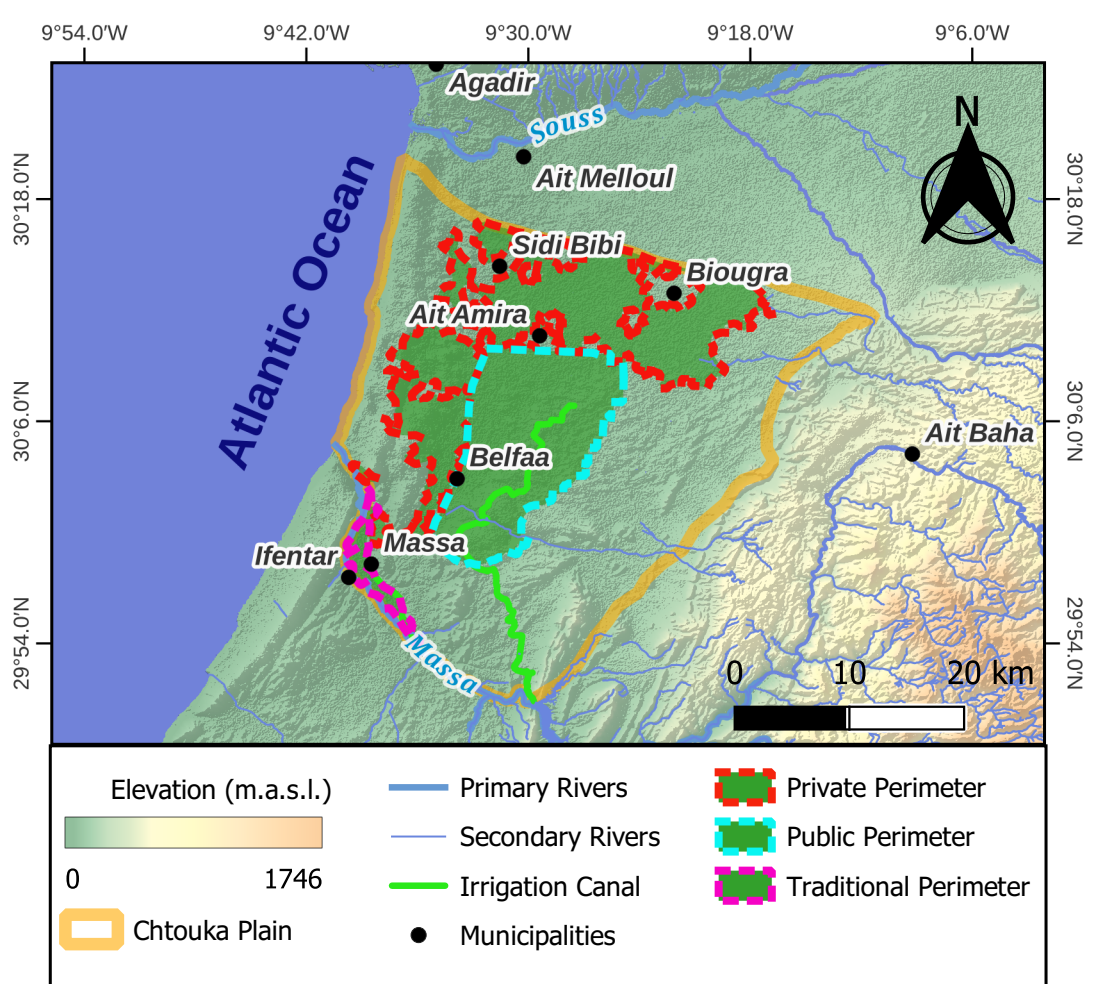 9°54.0'W 9°42.0'W 9°30.0'W 9°18.0'W 9°6.0'W
Agadir
Souss
N
Ait Melloul
30°18.0'N
30°18.0'N
Atlantic Ocean
Sidi Bibi
Biougra
Ait Amira
30°6.0'N
30°6.0'N
Ait Baha
Belfaa
Massa
Ifentar
29°54.0'N
29°54.0'N
Massa
0 10 20 km
Elevation (m.a.s.l.)
0 1746
Chtouka Plain
Primary Rivers
Secondary Rivers
Irrigation Canal
Municipalities
Private Perimeter
Public Perimeter
Traditional Perimeter